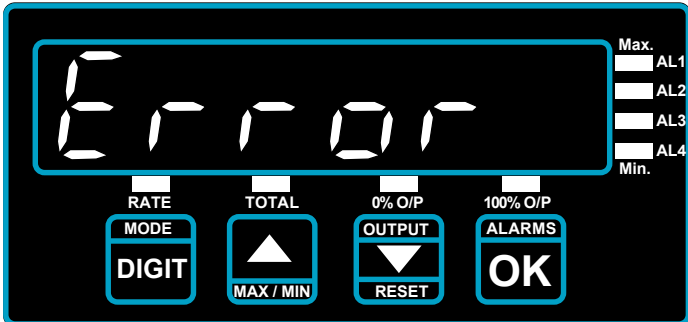 Max.
AL1
Error
AL2
AL3
AL4
Min.
RATE TOTAL 0% O/P 100% O/P
MODE OUTPUT ALARMS
DIGIT OK
MAX / MIN RESET